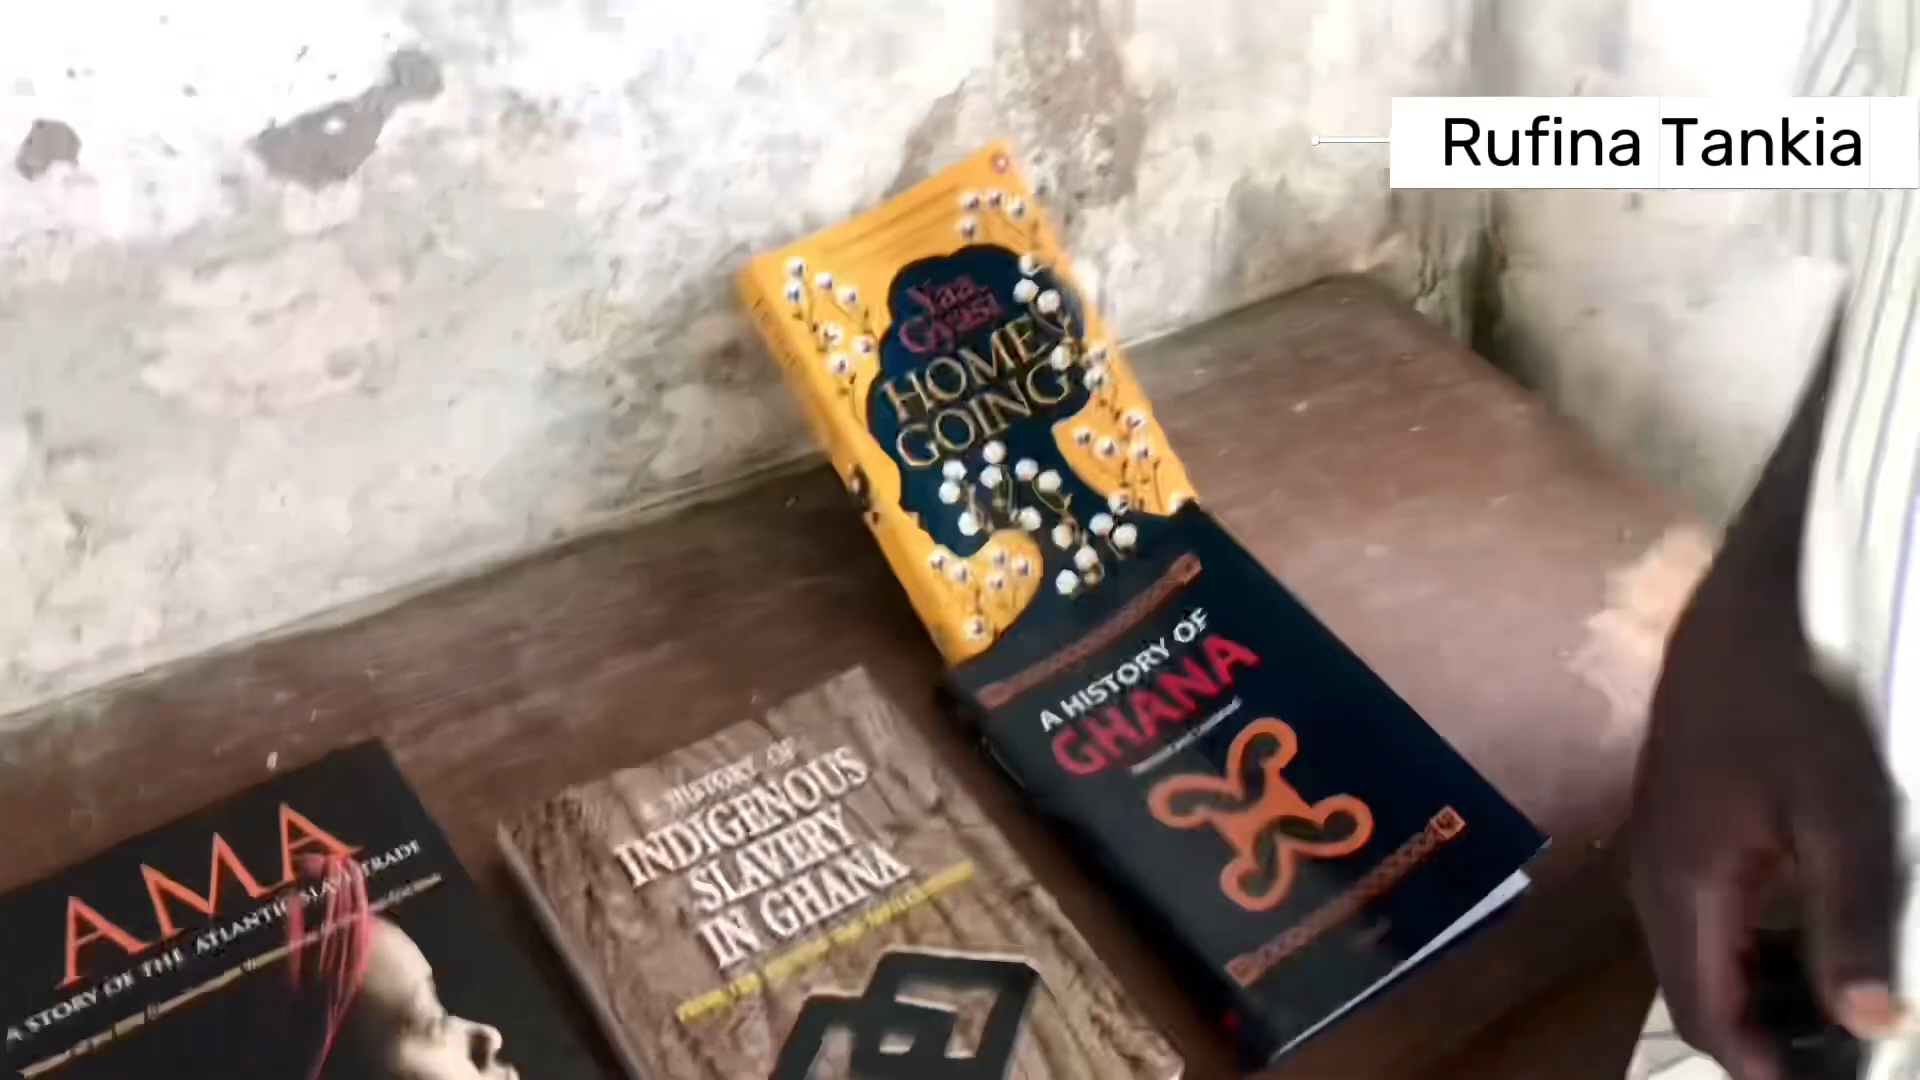 Rufina Tankia
Yaa
Gyasi
HOME
GOING
A HISTORY OF
GHANA
A HISTORY OF
INDIGENOUS
SLAVERY
IN GHANA
AMA
A STORY OF THE ATLANTIC SLAVE TRADE